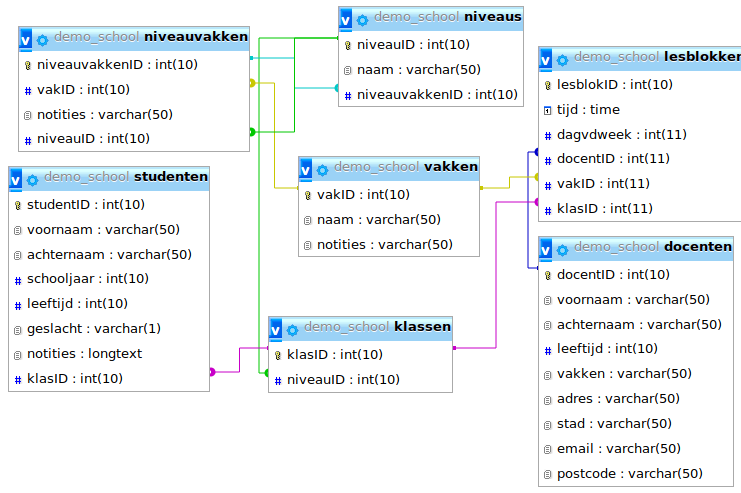 demo_school niveauvakken
niveauvakkenID : int(10)
vakID : int(10)
notities : varchar(50)
niveauID : int(10)
demo_school niveaus
niveauID : int(10)
naam : varchar(50)
niveauvakkenID : int(10)
demo_school lesblokken
lesblokID : int(10)
tijd : time
dagvdweek : int(11)
docentID : int(11)
vakID : int(11)
klasID : int(11)
demo_school studenten
studentID : int(10)
voornaam : varchar(50)
achternaam : varchar(50)
schooljaar : int(10)
leeftijd : int(10)
geslacht : varchar(1)
notities : longtext
klasID : int(10)
demo_school vakken
vakID : int(10)
naam : varchar(50)
notities : varchar(50)
demo_school klassen
klasID : int(10)
niveauID : int(10)
demo_school docenten
docentID : int(10)
voornaam : varchar(50)
achternaam : varchar(50)
leeftijd : int(10)
vakken : varchar(50)
adres : varchar(50)
stad : varchar(50)
email : varchar(50)
postcode : varchar(50)